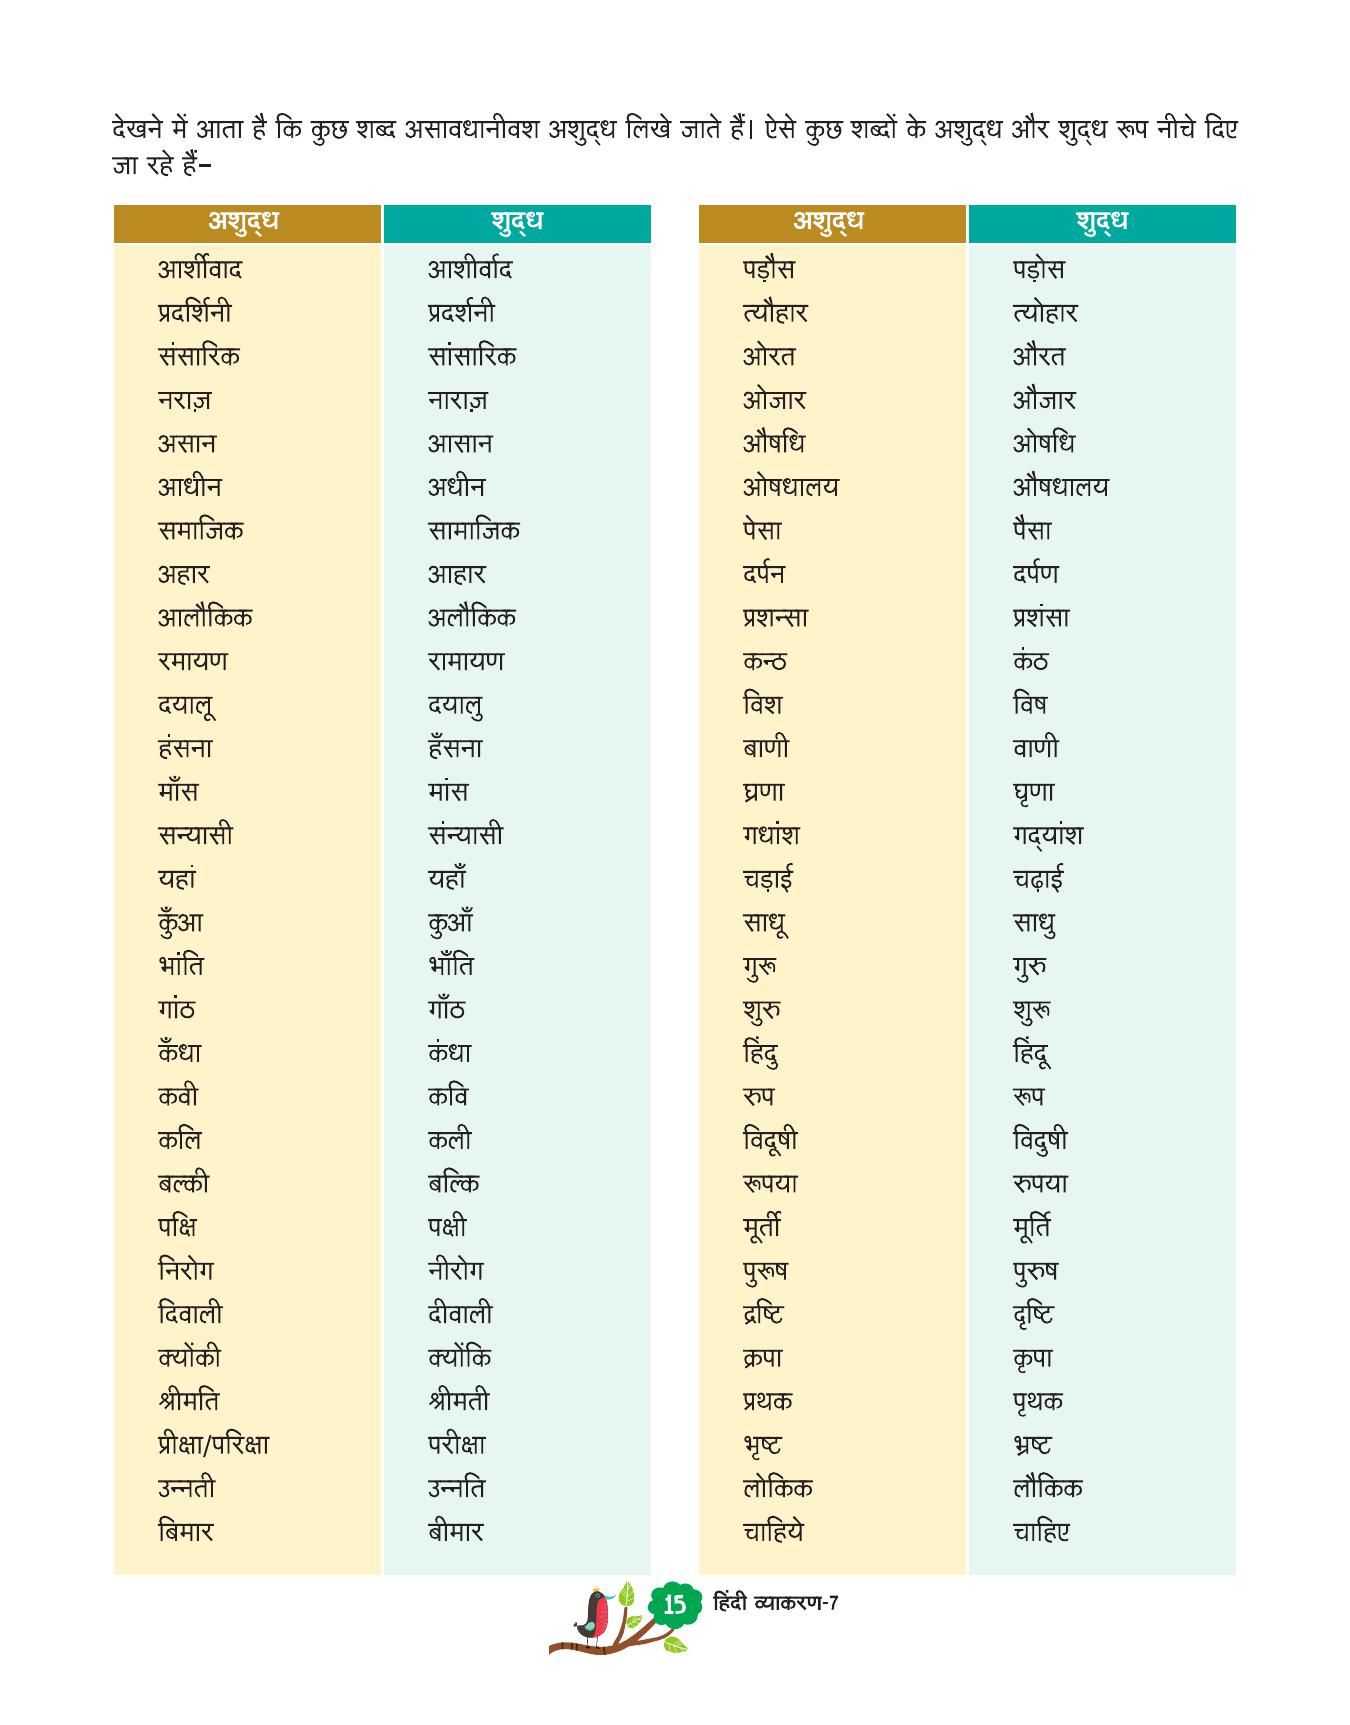 देखने में आता है कि कुछ शब्द असावधानीवश अशुद्ध लिखे जाते हैं। ऐसे कुछ शब्दों के अशुद्ध और शुद्ध रूप नीचे दिए
जा रहे हैं–
अशुद्ध शुद्ध
आर्शीवाद आशीर्वाद
प्रदर्शिनी प्रदर्शनी
संसारिक सांसारिक
नराज़ नाराज़
असान आसान
आधीन अधीन
समाजिक सामाजिक
अहार आहार
आलौकिक अलौकिक
रमायण रामायण
दयालू दयालु
हंसना हँसना
माँस मांस
सन्यासी संन्यासी
यहां यहाँ
कुँआ कुआँ
भांति भाँति
गांठ गाँठ
कँधा कंधा
कवी कवि
कलि कली
बल्की बल्कि
पक्षि पक्षी
निरोग नीरोग
दिवाली दीवाली
क्योंकी क्योंकि
श्रीमति श्रीमती
प्रीक्षा/परिक्षा परीक्षा
उन्नती उन्नति
बिमार बीमार
अशुद्ध शुद्ध
पड़ौस पड़ोस
त्यौहार त्योहार
ओरत औरत
ओजार औजार
औषधि ओषधि
ओषधालय औषधालय
पेसा पैसा
दर्पन दर्पण
प्रशन्सा प्रशंसा
कन्ठ कंठ
विश विष
बाणी वाणी
घ्रणा घृणा
गधांश गद्यांश
चड़ाई चढ़ाई
साधू साधु
गुरू गुरु
शुरु शुरू
हिंदु हिंदू
रुप रूप
विदूषी विदुषी
रूपया रुपया
मूर्ती मूर्ति
पुरूष पुरुष
द्रष्टि दृष्टि
क्रपा कृपा
प्रथक पृथक
भृष्ट भ्रष्ट
लोकिक लौकिक
चाहिये चाहिए
15 हिंदी व्याकरण-7